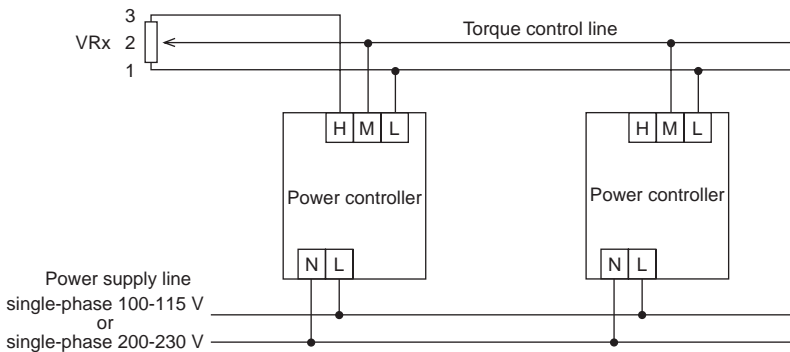 3
VRx 2
1
Torque control line
H M L
H M L
Power controller
Power controller
N L
N L
Power supply line
single-phase 100-115 V
or
single-phase 200-230 V